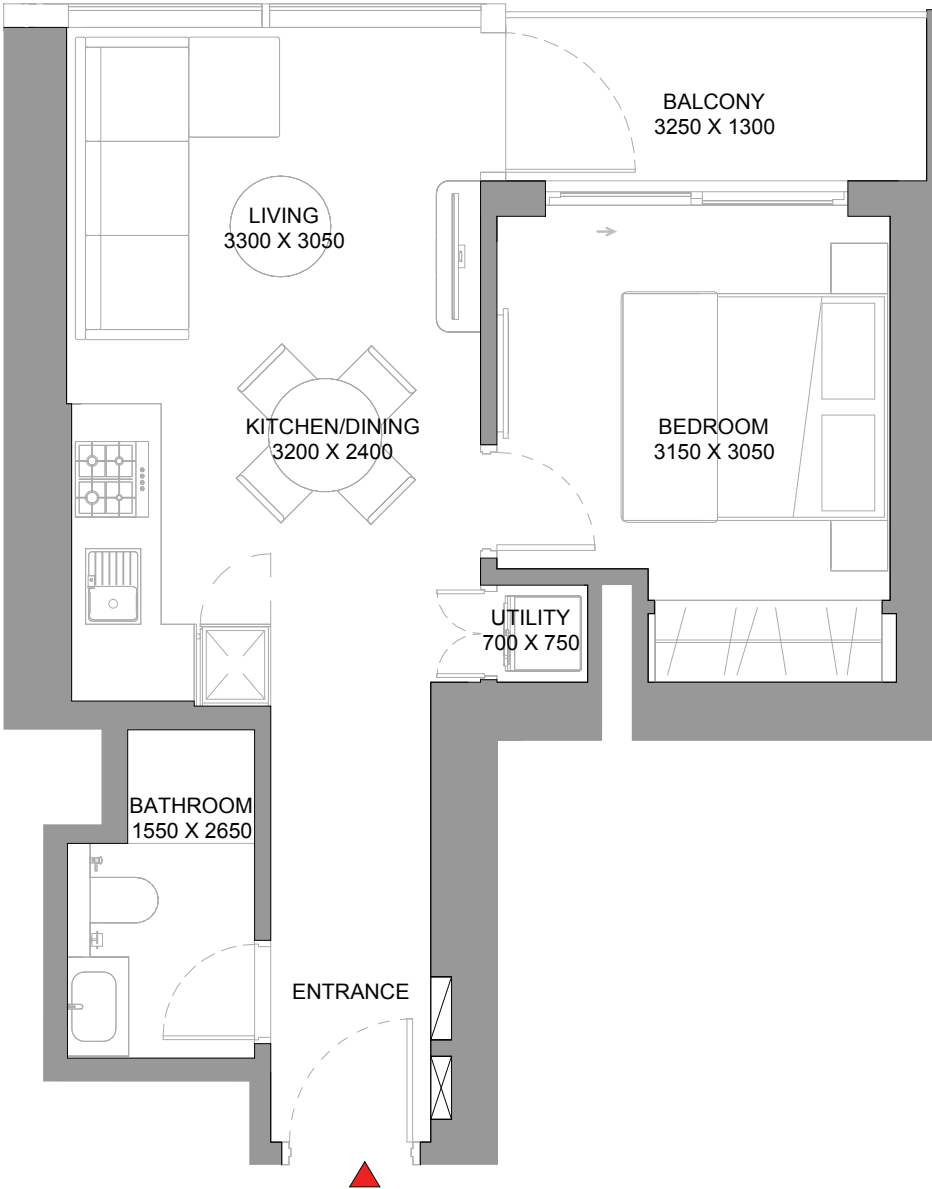 BALCONY
3250 X 1300
LIVING
3300 X 3050
KITCHEN/DINING
3200 X 2400
BEDROOM
3150 X 3050
UTILITY
700 X 750
BATHROOM
1550 X 2650
ENTRANCE